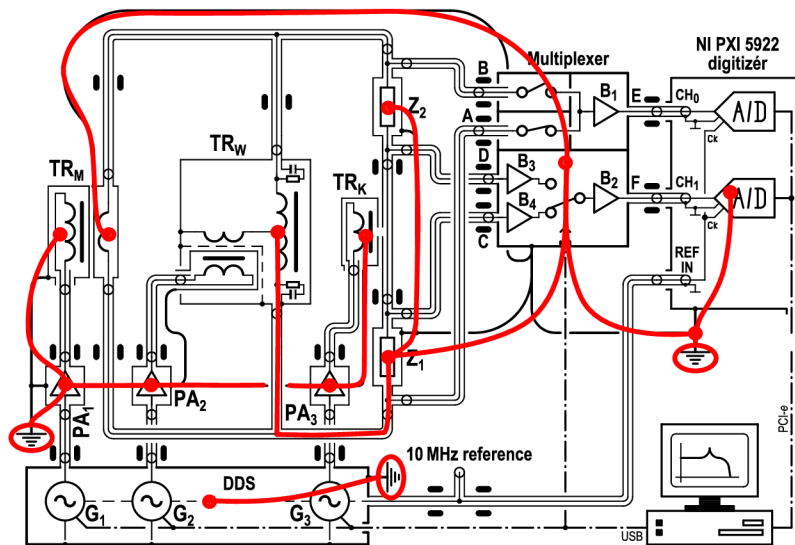 Multiplexer
NI PXI 5922
digitizér
B
B1
E
CH0
A/D
Z2
A
Ck
D
B3
TRM
TRW
TRK
B4
B2
F
CH1
A/D
C
Ck
REF
IN
Z1
PA1
PA2
PA3
PCI-e
10 MHz reference
DDS
G1
G2
G3
USB